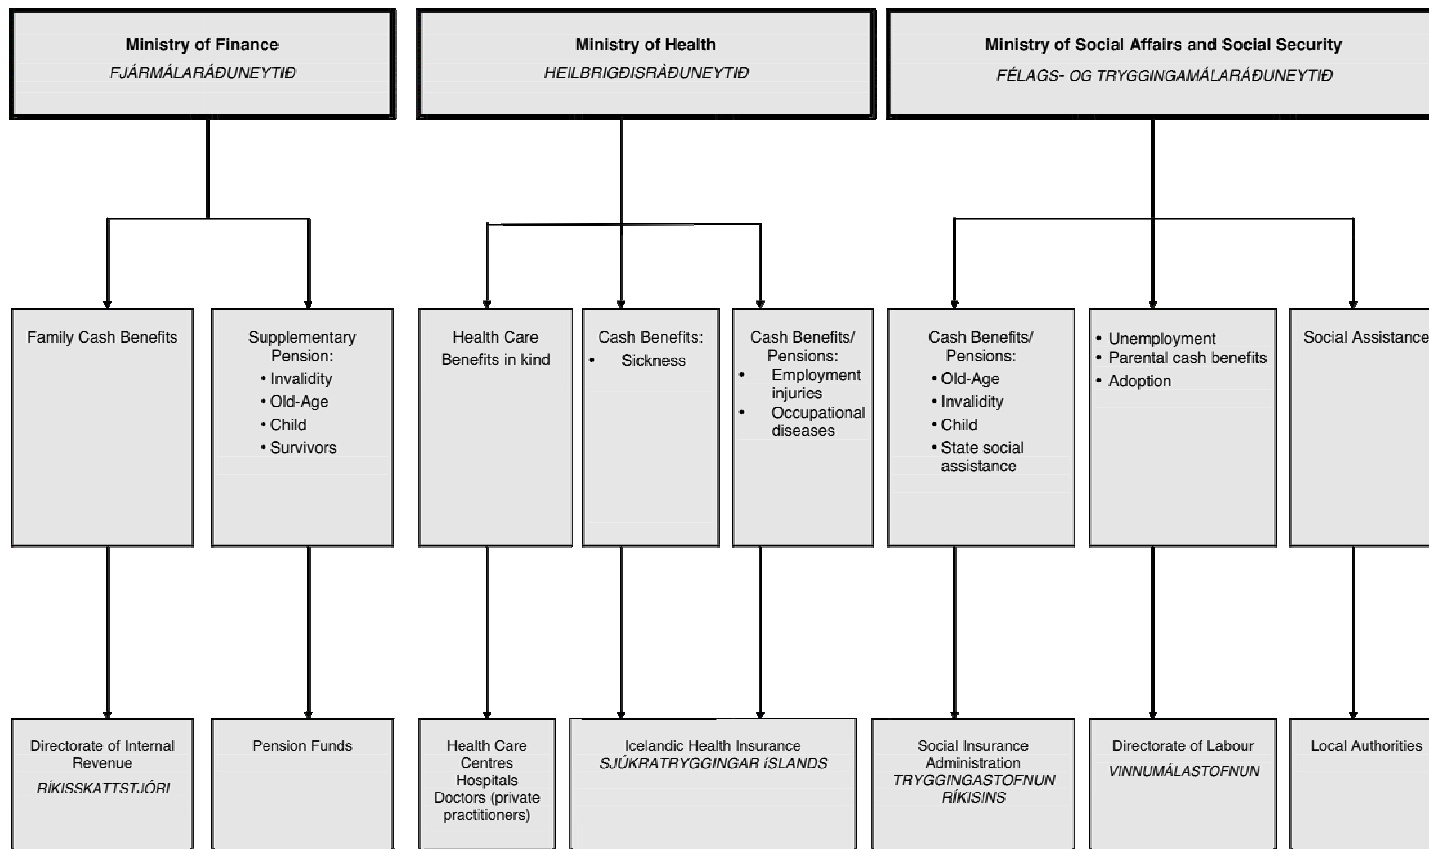 Ministry of Finance
FJÁRMÁLARÁÐUNEYTIÐ
Ministry of Health
HEILBRIGÐISRÀÐUNEYTIÐ
Ministry of Social Affairs and Social Security
FÉLAGS- OG TRYGGINGAMÁLARÁÐUNEYTIÐ
Family Cash Benefits
Supplementary
Pension:
• Invalidity
• Old-Age
• Child
• Survivors
Health Care
Benefits in kind
Cash Benefits:
• Sickness
Cash Benefits/
Pensions:
• Employment
injuries
• Occupational
diseases
Cash Benefits/
Pensions:
• Old-Age
• Invalidity
• Child
• State social
assistance
• Unemployment
• Parental cash benefits
• Adoption
Social Assistance
Directorate of Internal
Revenue
RÍKISSKATTSTJÓRI
Pension Funds
Health Care
Centres
Hospitals
Doctors (private
practitioners)
Icelandic Health Insurance
SJÚKRATRYGGINGAR íSLANDS
Social Insurance
Administration
TRYGGINGASTOFNUN
RÍKISINS
Directorate of Labour
VINNUMÁLASTOFNUN
Local Authorities